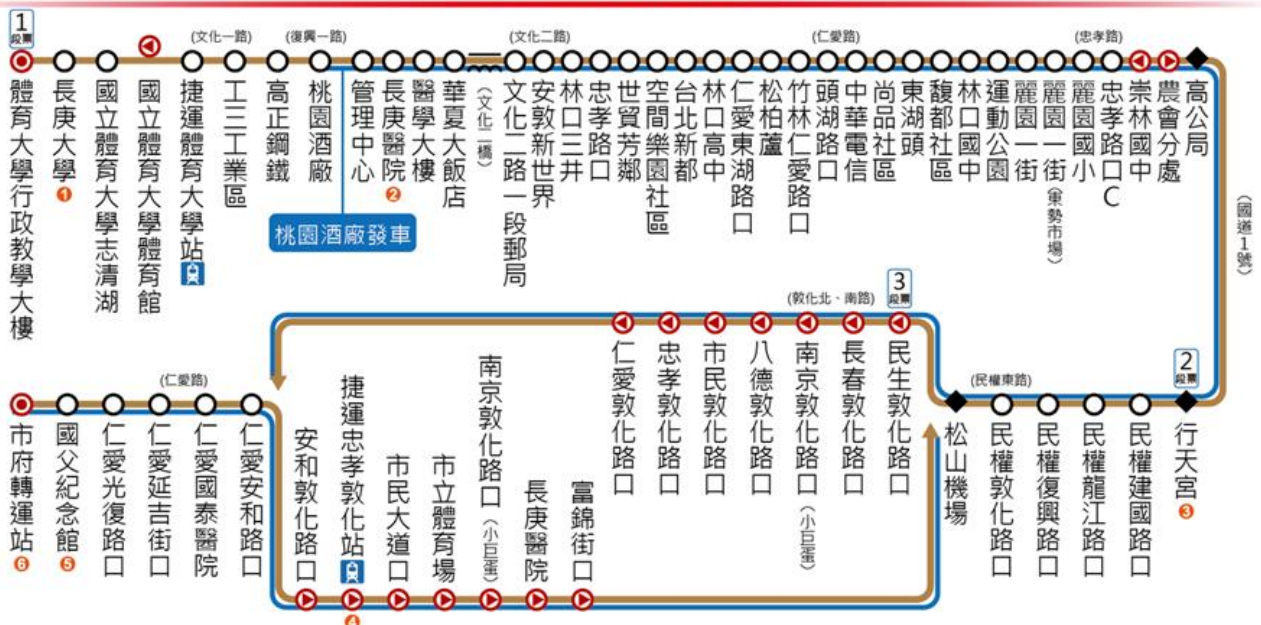 1
段票
(文化一路)
(復興一路)
(文化二路)
(仁愛路)
(忠孝路)
體育大學行政教學大樓
長庚大學
1
國立體育大學志清湖
國立體育大學體育館
捷運體育大學站
工三工業區
高正鋼鐵
桃園酒廠
管理中心
長庚醫院
2
醫學大樓
華夏大飯店
(文化二橋)
文化二路一段郵局
安敦新世界
林口三井
忠孝路口
世貿芳鄰
空間樂園社區
台北新都
林口高中
仁愛東湖路口
松柏蘆
竹林仁愛路口
頭湖路口
中華電信
尚品社區
東湖頭
馥都社區
林口國中
運動公園
麗園一街
麗園一街(東勢市場)
麗園國小
忠孝路口C
崇林國中
農會分處
高公局
桃園酒廠發車
(國道1號)
2
段票
行天宮
3
(民權東路)
民權建國路口
民權龍江路口
民權復興路口
民權敦化路口
松山機場
3
段票
(敦化北、南路)
民生敦化路口
長春敦化路口
南京敦化路口(小巨蛋)
八德敦化路口
市民敦化路口
忠孝敦化路口
仁愛敦化路口
(仁愛路)
仁愛安和路口
仁愛國泰醫院
仁愛延吉街口
仁愛光復路口
國父紀念館
5
市府轉運站
6
安和敦化路口
捷運忠孝敦化站
4
市民大道口
市立體育場
南京敦化路口(小巨蛋)
長庚醫院
富錦街口